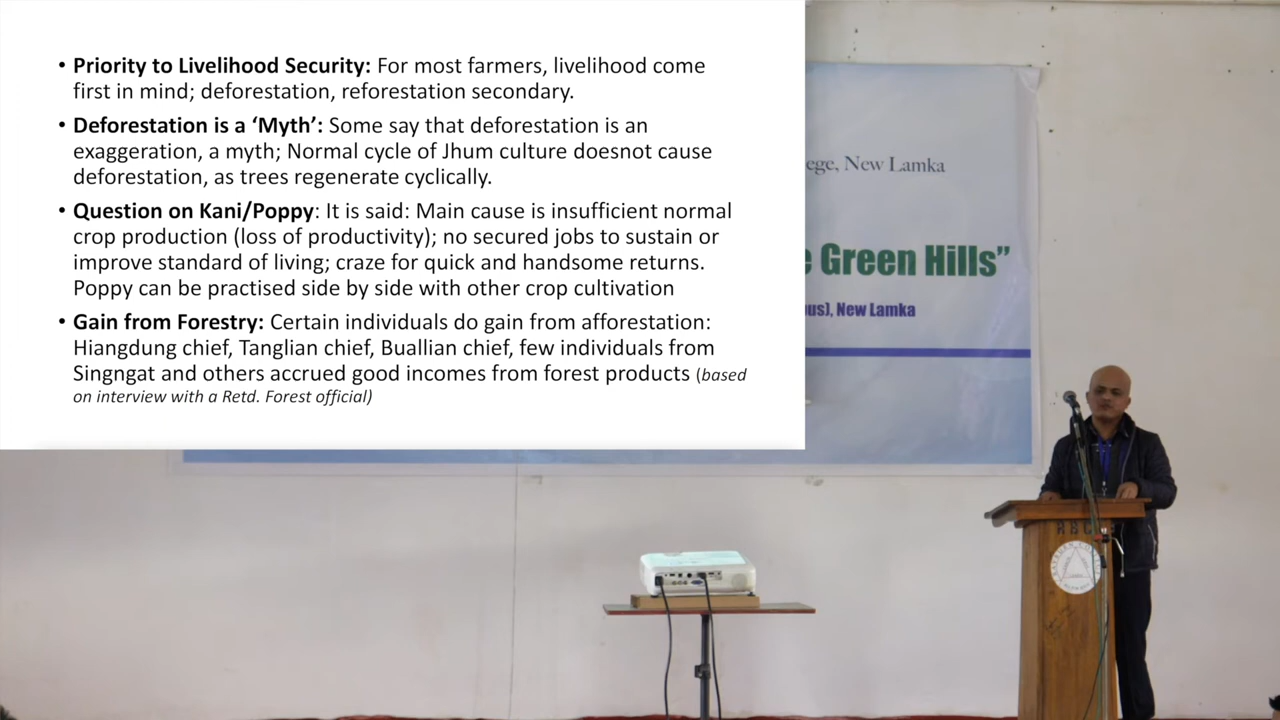 • Priority to Livelihood Security: For most farmers, livelihood come
first in mind; deforestation, reforestation secondary.
• Deforestation is a ‘Myth’: Some say that deforestation is an
exaggeration, a myth; Normal cycle of Jhum culture doesnot cause
deforestation, as trees regenerate cyclically.
• Question on Kani/Poppy: It is said: Main cause is insufficient normal
crop production (loss of productivity); no secured jobs to sustain or
improve standard of living; craze for quick and handsome returns.
Poppy can be practised side by side with other crop cultivation
• Gain from Forestry: Certain individuals do gain from afforestation:
Hiangdung chief, Tanglian chief, Buallian chief, few individuals from
Singngat and others accrued good incomes from forest products (based
on interview with a Retd. Forest official)
ege, New Lamka
e Green Hills”
us), New Lamka